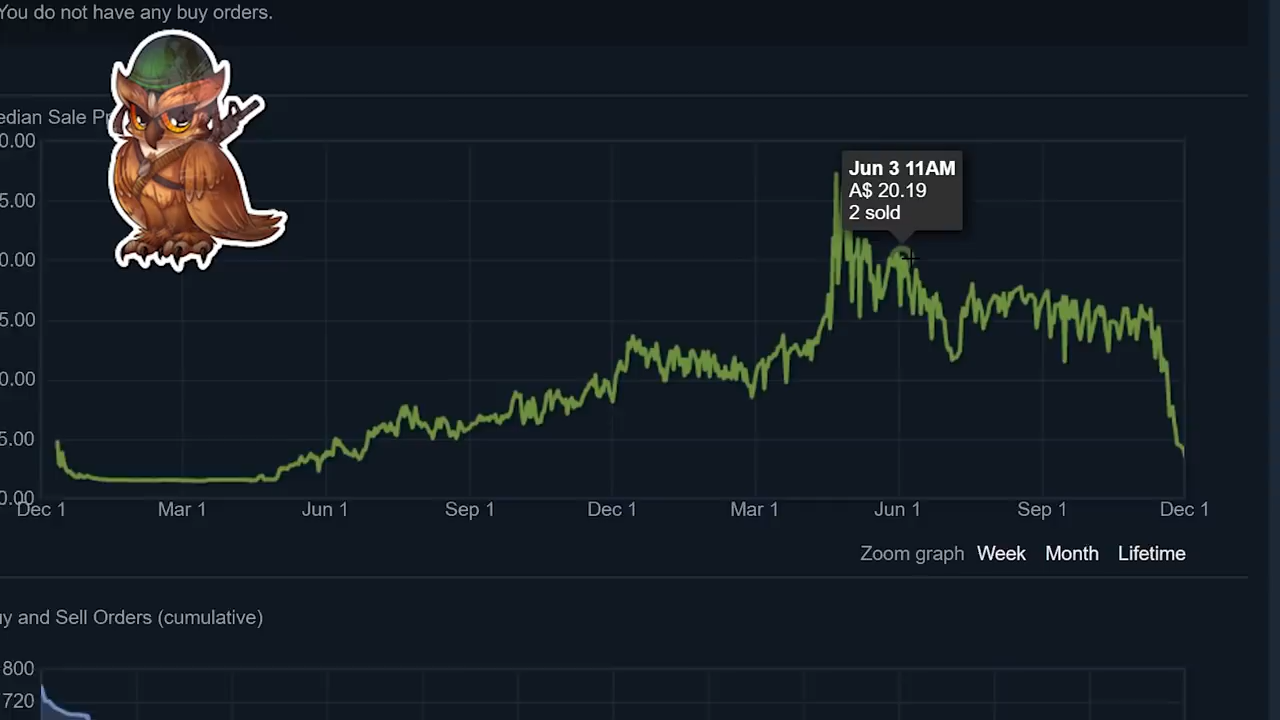 You do not have any buy orders.
edian Sale Pr
0.00
5.00
0.00
5.00
0.00
5.00
0.00
Jun 3 11AM
A$ 20.19
2 sold
Dec 1 Mar 1 Jun 1 Sep 1 Dec 1 Mar 1 Jun 1 Sep 1 Dec 1
Zoom graph Week Month Lifetime
uy and Sell Orders (cumulative)
800
720